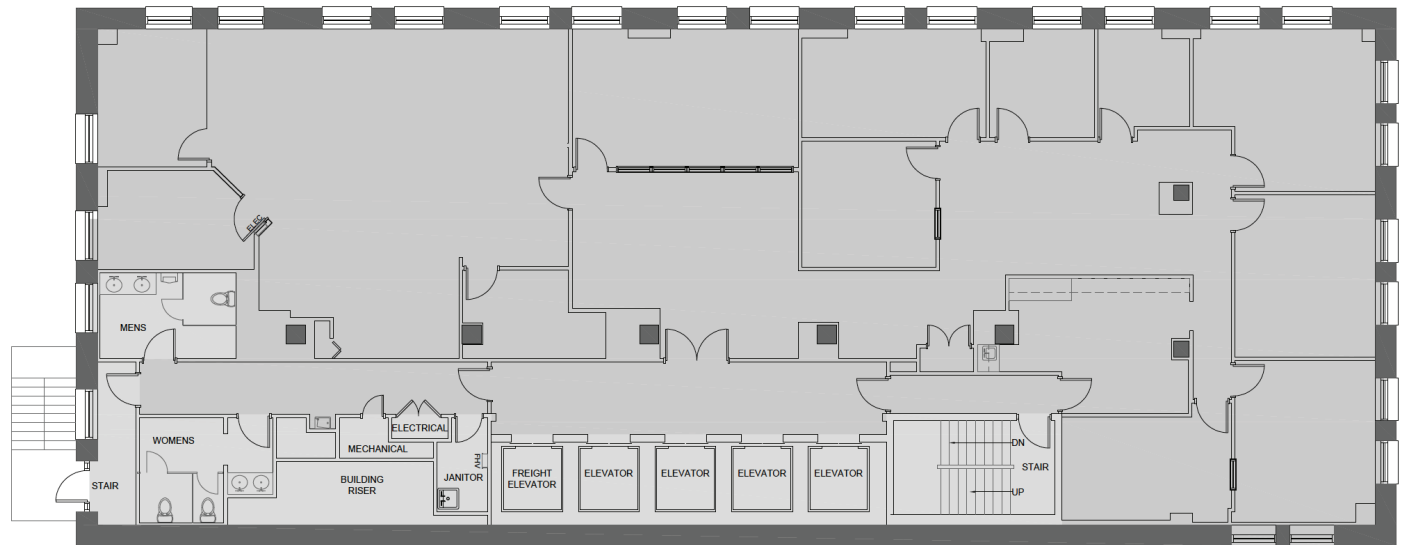 ELEC
MENS
WOMENS
STAIR
MECHANICAL
ELECTRICAL
BUILDING
RISER
JANITOR
FHV
FREIGHT
ELEVATOR
ELEVATOR
ELEVATOR
ELEVATOR
ELEVATOR
DN
STAIR
UP